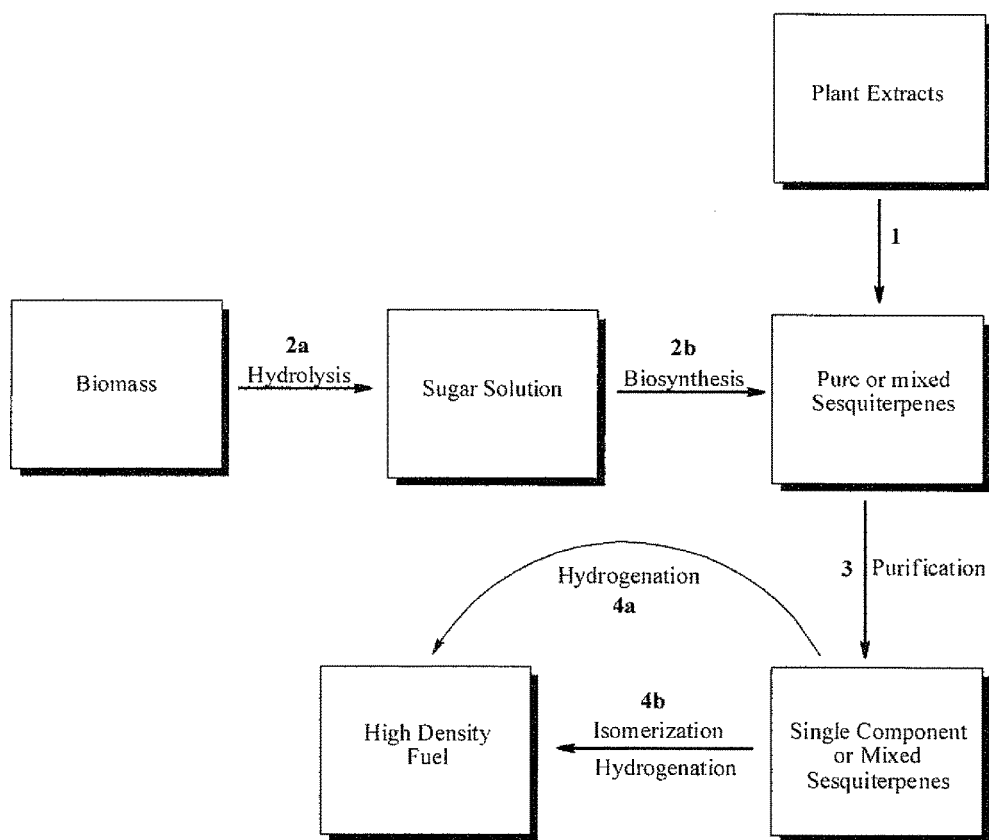 Plant Extracts
1
Biomass
2a
Hydrolysis
Sugar Solution
2b
Biosynthesis
Pure or mixed
Sesquiterpenes
3 Purification
Hydrogenation
4a
High Density
Fuel
4b
Isomerization
Hydrogenation
Single Component
or Mixed
Sesquiterpenes